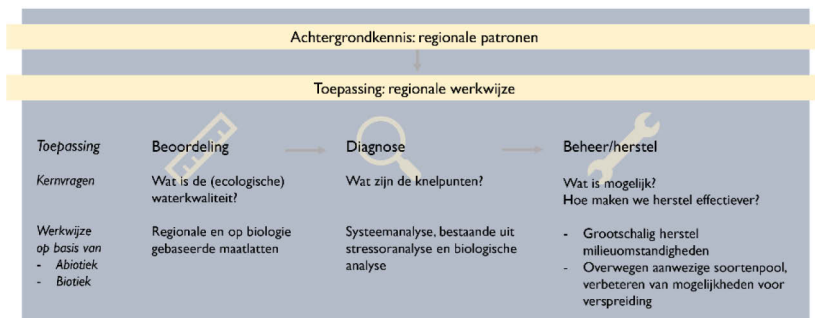 Achtergrondkennis: regionale patronen
Toepassing: regionale werkwijze
Toepassing
Beoordeling
Diagnose
Beheer/herstel
Kernvragen
Wat is de (ecologische)
waterkwaliteit?
Wat zijn de knelpunten?
Wat is mogelijk?
Hoe maken we herstel effectiever?
Werkwijze
op basis van
- Abiotiek
- Biotiek
Regionale en op biologie
gebaseerde maatlatten
Systeemanalyse, bestaande uit
stressoranalyse en biologische
analyse
- Grootschalig herstel
milieuomstandigheden
- Overwegen aanwezige soortenpool,
verbeteren van mogelijkheden voor
verspreiding